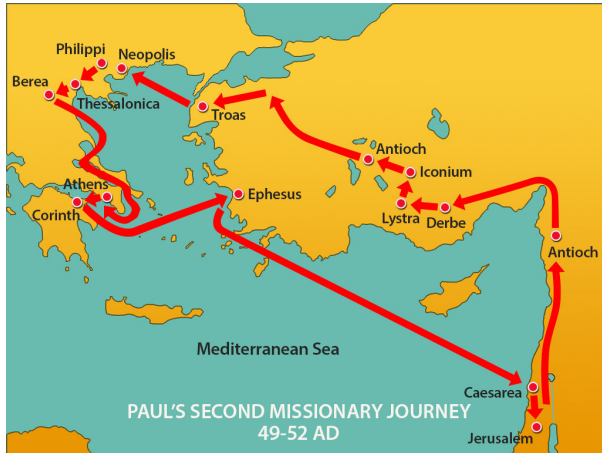 Philippi
Neopolis
Berea
Thessalonica
Troas
Antioch
Iconium
Athens
Ephesus
Corinth
Lystra
Derbe
Antioch
Mediterranean Sea
Caesarea
PAUL'S SECOND MISSIONARY JOURNEY
49-52 AD
Jerusalem